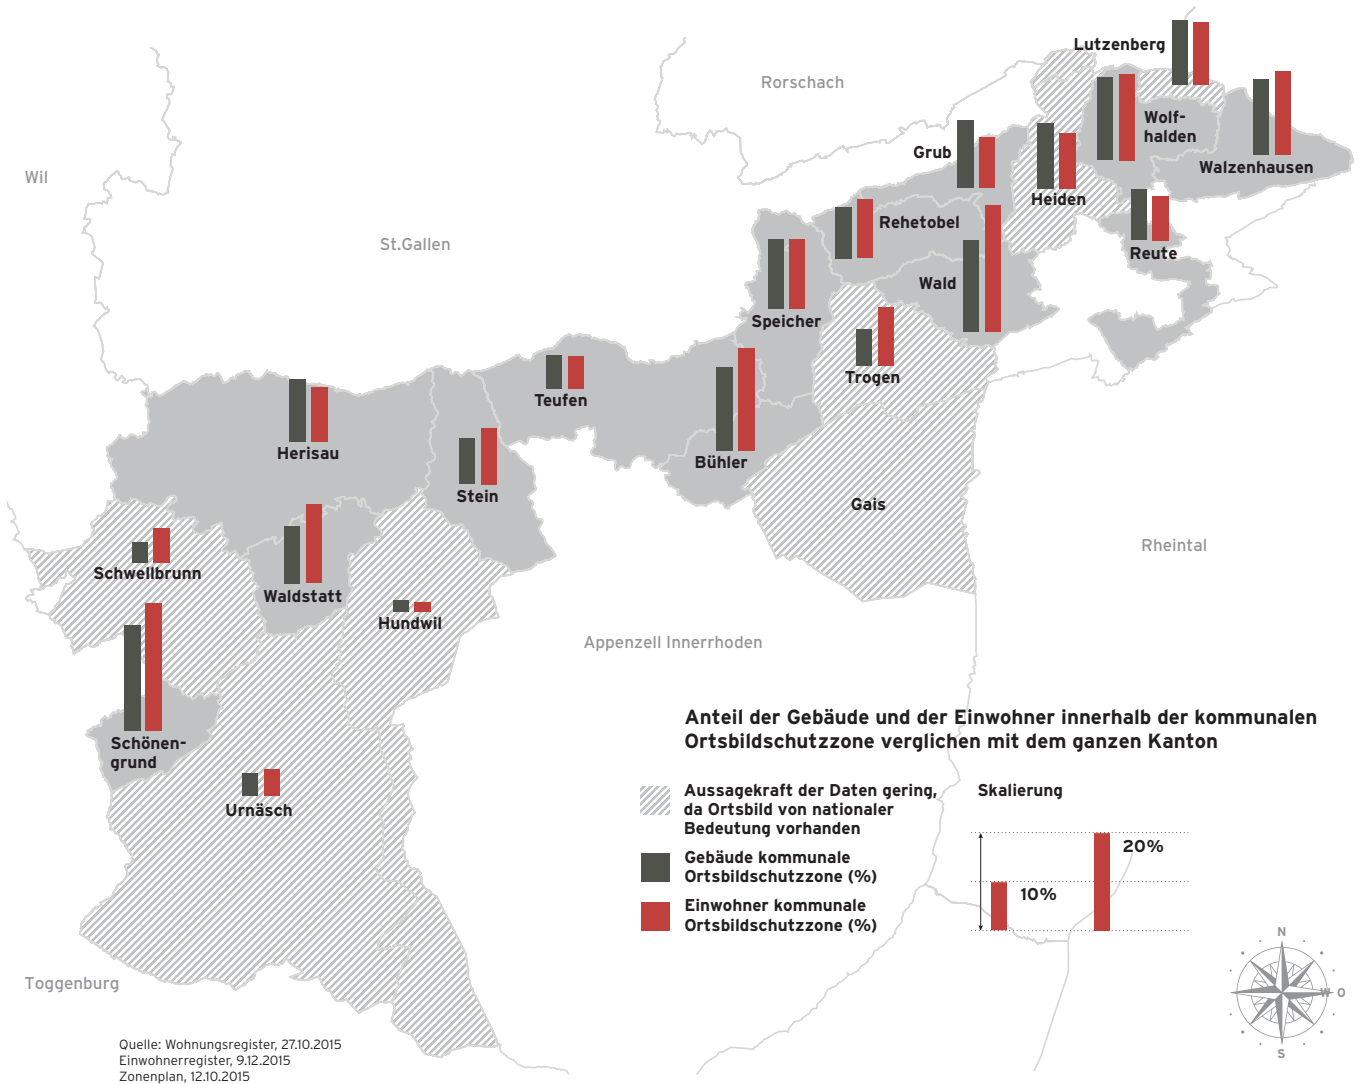 Lutzenberg
Rorschach
Wolf-
halden
Grub
Walzenhausen
Wil
Heiden
Rehetobel
St.Gallen
Reute
Wald
Speicher
Trogen
Teufen
Herisau
Bühler
Stein
Gais
Rheintal
Schwellbrunn
Waldstatt
Hundwil
Appenzell Innerrhoden
Schönen-
grund
Urnäsch
Toggenburg
Anteil der Gebäude und der Einwohner innerhalb der kommunalen
Ortsbildschutzzone verglichen mit dem ganzen Kanton
Aussagekraft der Daten gering,
da Ortsbild von nationaler
Bedeutung vorhanden
Gebäude kommunale
Ortsbildschutzzone (%)
Einwohner kommunale
Ortsbildschutzzone (%)
Skalierung
20%
10%
N
W O
S
Quelle: Wohnungsregister, 27.10.2015
Einwohnerregister, 9.12.2015
Zonenplan, 12.10.2015